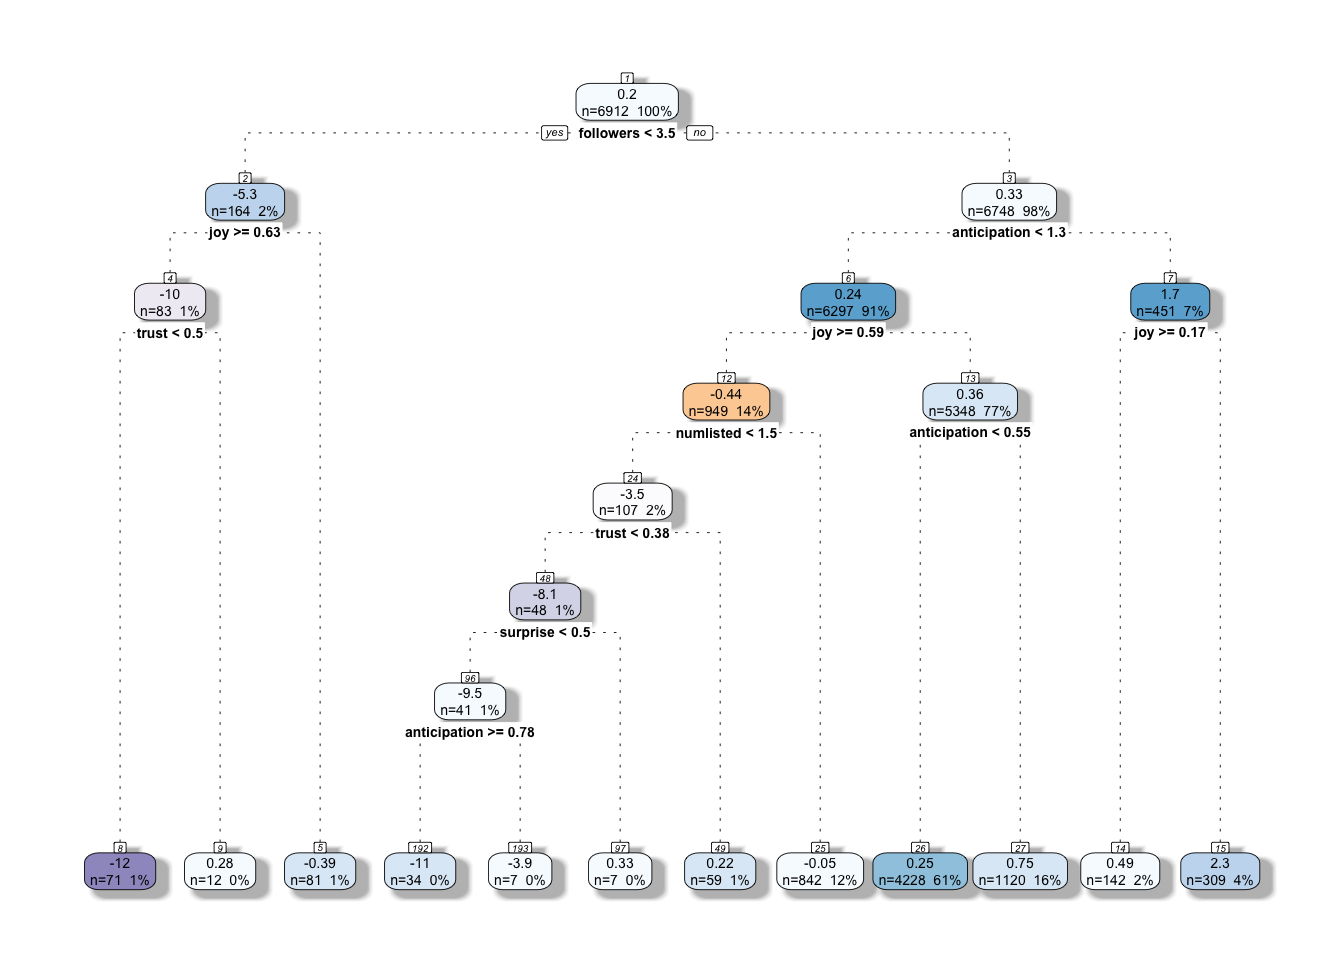 1
0.2
n=6912 100%
yes followers < 3.5 no
2
-5.3
n=164 2%
joy >= 0.63
3
0.33
n=6748 98%
anticipation < 1.3
4
-10
n=83 1%
trust < 0.5
6
0.24
n=6297 91%
joy >= 0.59
7
1.7
n=451 7%
joy >= 0.17
12
-0.44
n=949 14%
numlisted < 1.5
13
0.36
n=5348 77%
anticipation < 0.55
24
-3.5
n=107 2%
trust < 0.38
48
-8.1
n=48 1%
surprise < 0.5
96
-9.5
n=41 1%
anticipation >= 0.78
8
-12
n=71 1%
9
0.28
n=12 0%
5
-0.39
n=81 1%
192
-11
n=34 0%
193
-3.9
n=7 0%
97
0.33
n=7 0%
49
0.22
n=59 1%
25
-0.05
n=842 12%
26
0.25
n=4228 61%
27
0.75
n=1120 16%
14
0.49
n=142 2%
15
2.3
n=309 4%